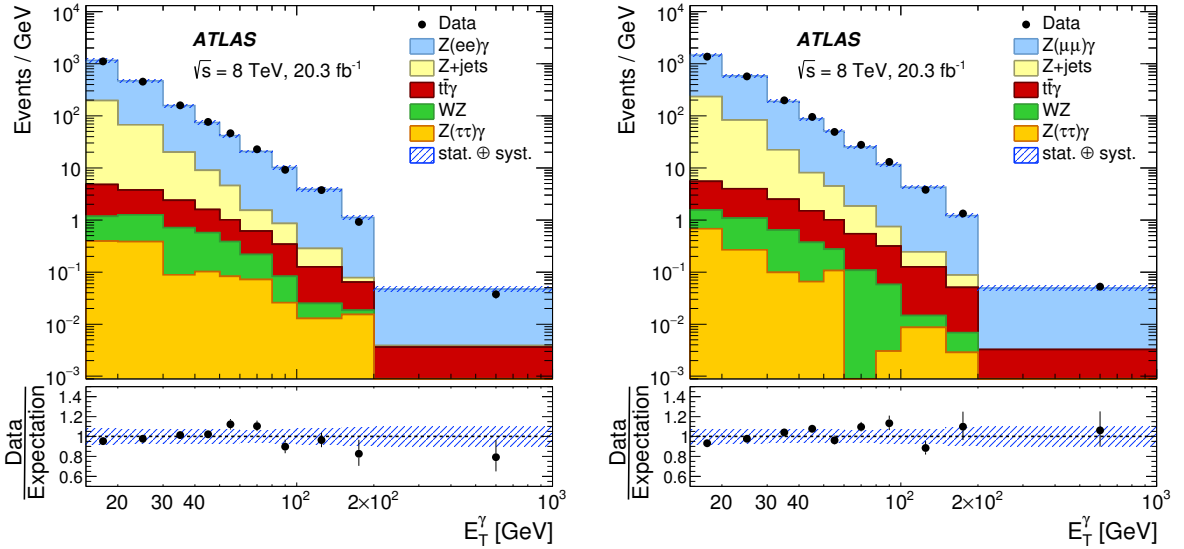 Events / GeV
10⁴
10³
10²
10
1
10⁻¹
10⁻²
10⁻³
ATLAS
√s = 8 TeV, 20.3 fb⁻¹
Data
Z(ee)γ
Z+jets
tt̄γ
WZ
Z(ττ)γ
stat. ⊕ syst.
Data
Expectation
1.4
1.2
1
0.8
0.6
20 30 40 10² 2×10² 10³
E_T^γ [GeV]
Events / GeV
10⁴
10³
10²
10
1
10⁻¹
10⁻²
10⁻³
ATLAS
√s = 8 TeV, 20.3 fb⁻¹
Data
Z(μμ)γ
Z+jets
tt̄γ
WZ
Z(ττ)γ
stat. ⊕ syst.
Data
Expectation
1.4
1.2
1
0.8
0.6
20 30 40 10² 2×10² 10³
E_T^γ [GeV]